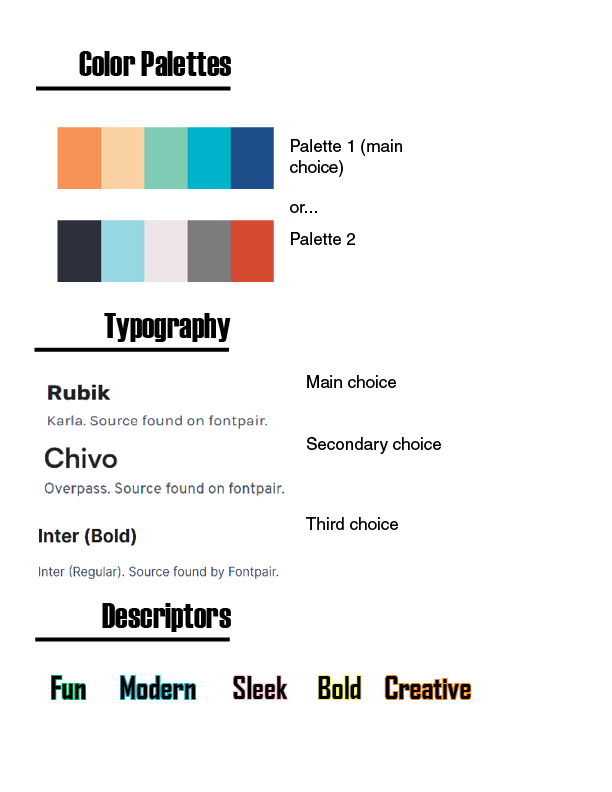 Color Palettes
Palette 1 (main
choice)
or...
Palette 2
Typography
Rubik
Main choice
Karla. Source found on fontpair.
Chivo
Secondary choice
Overpass. Source found on fontpair.
Inter (Bold)
Third choice
Inter (Regular). Source found by Fontpair.
Descriptors
Fun Modern Sleek Bold Creative